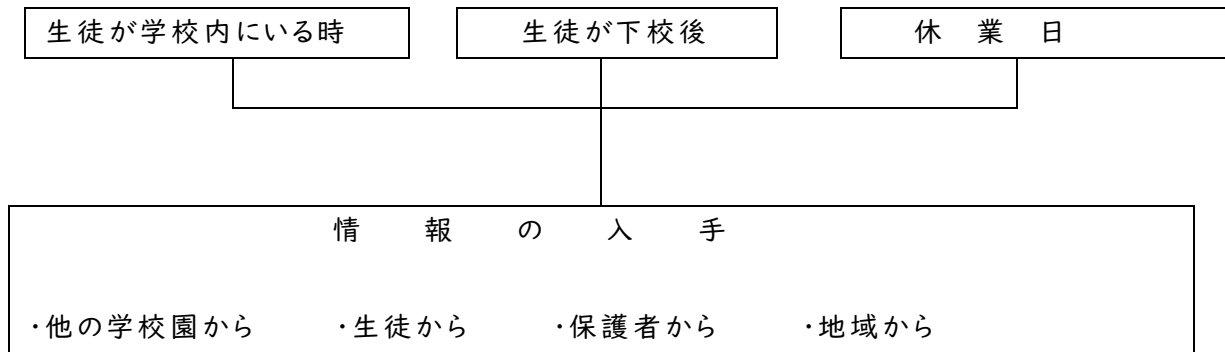 生徒が学校内にいる時 生徒が下校後 休業日
情報の入手
・他の学校園から ・生徒から ・保護者から ・地域から